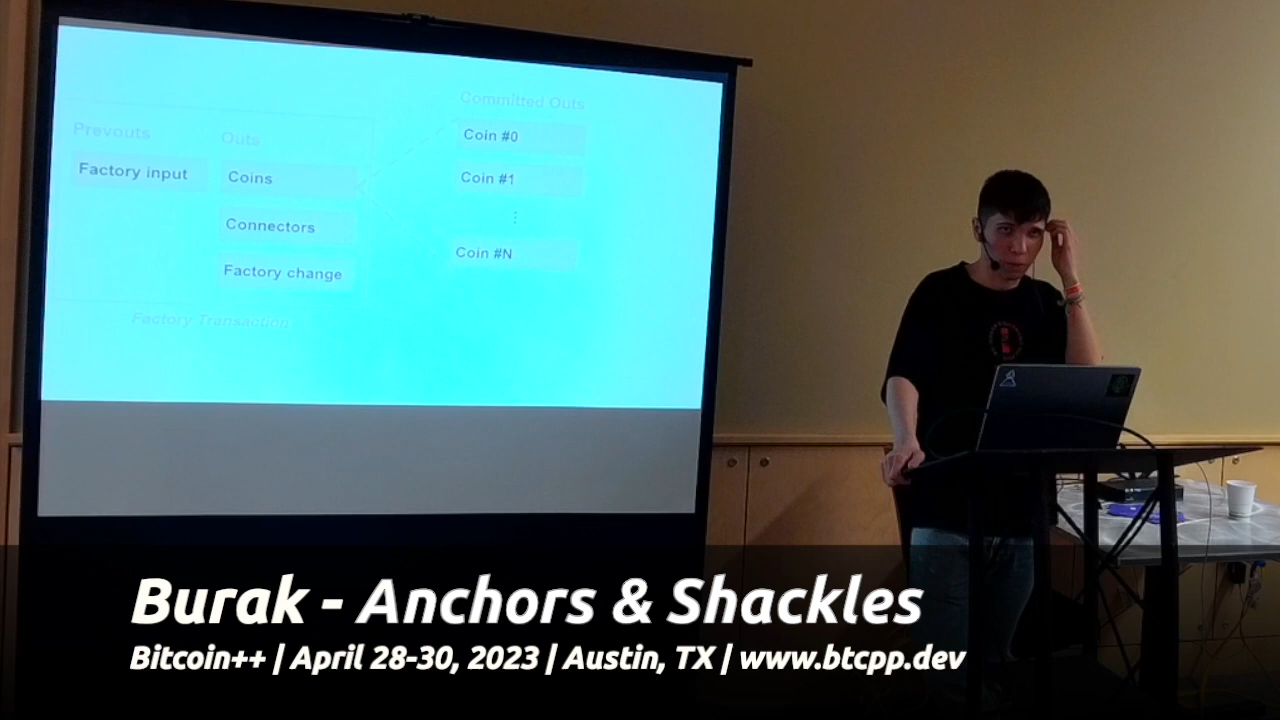 Committed Outs
Prevouts
Outs
Coin #0
Factory input
Coins
Coin #1
Connectors
Coin #N
Factory change
Factory Transaction
Burak - Anchors & Shackles
Bitcoin++ | April 28-30, 2023 | Austin, TX | www.btcpp.dev